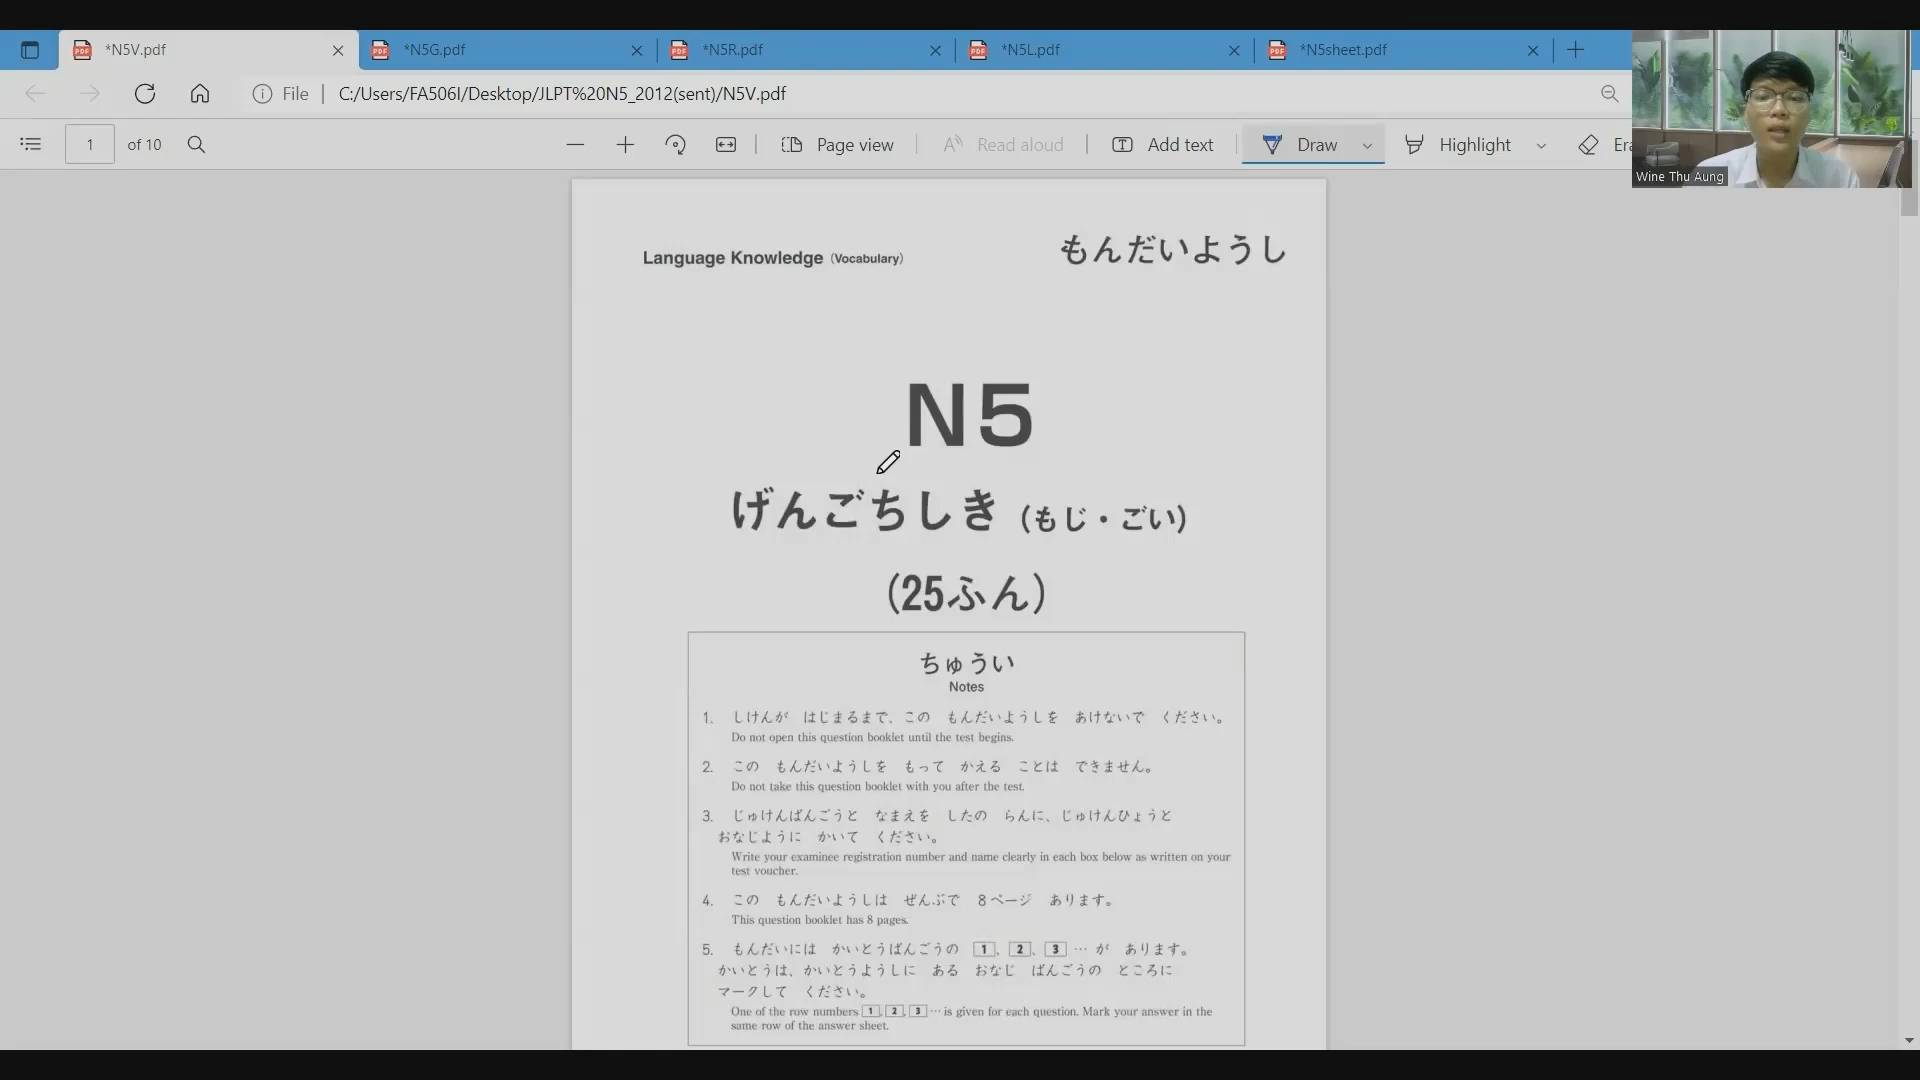 *N5V.pdf
*N5G.pdf
*N5R.pdf
*N5L.pdf
*N5sheet.pdf
File | C:/Users/FA506I/Desktop/JLPT%20N5_2012(sent)/N5V.pdf
1 of 10
Page view
Read aloud
Add text
Draw
Highlight
Era
Wine Thu Aung
Language Knowledge (Vocabulary)
もんだいようし
N5
げんごちしき (もじ・ごい)
(25ふん)
ちゅうい
Notes
1. しけんが はじまるまで、この もんだいようしを あけないで ください。
Do not open this question booklet until the test begins.
2. この もんだいようしを もって かえる ことは できません。
Do not take this question booklet with you after the test.
3. じゅけんばんごうと なまえを したの らんに、じゅけんひょうと
おなじように かいて ください。
Write your examinee registration number and name clearly in each box below as written on your
test voucher.
4. この もんだいようしは ぜんぶで 8ページ あります。
This question booklet has 8 pages.
5. もんだいには かいとうばんごうの 1、2、3 … が あります。
かいとうは、かいとうようしに ある おなじ ばんごうの ところに
マークして ください。
One of the row numbers 1, 2, 3 … is given for each question. Mark your answer in the
same row of the answer sheet.